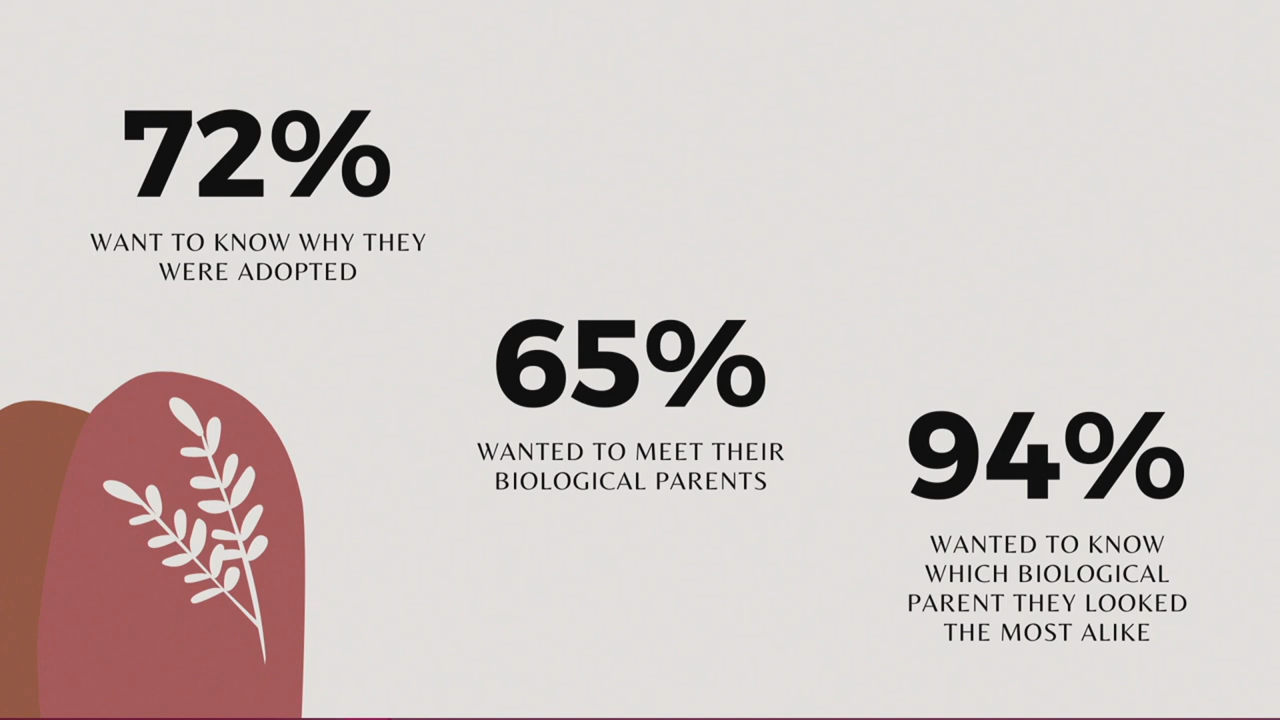 72%
WANT TO KNOW WHY THEY
WERE ADOPTED
65%
WANTED TO MEET THEIR
BIOLOGICAL PARENTS
94%
WANTED TO KNOW
WHICH BIOLOGICAL
PARENT THEY LOOKED
THE MOST ALIKE